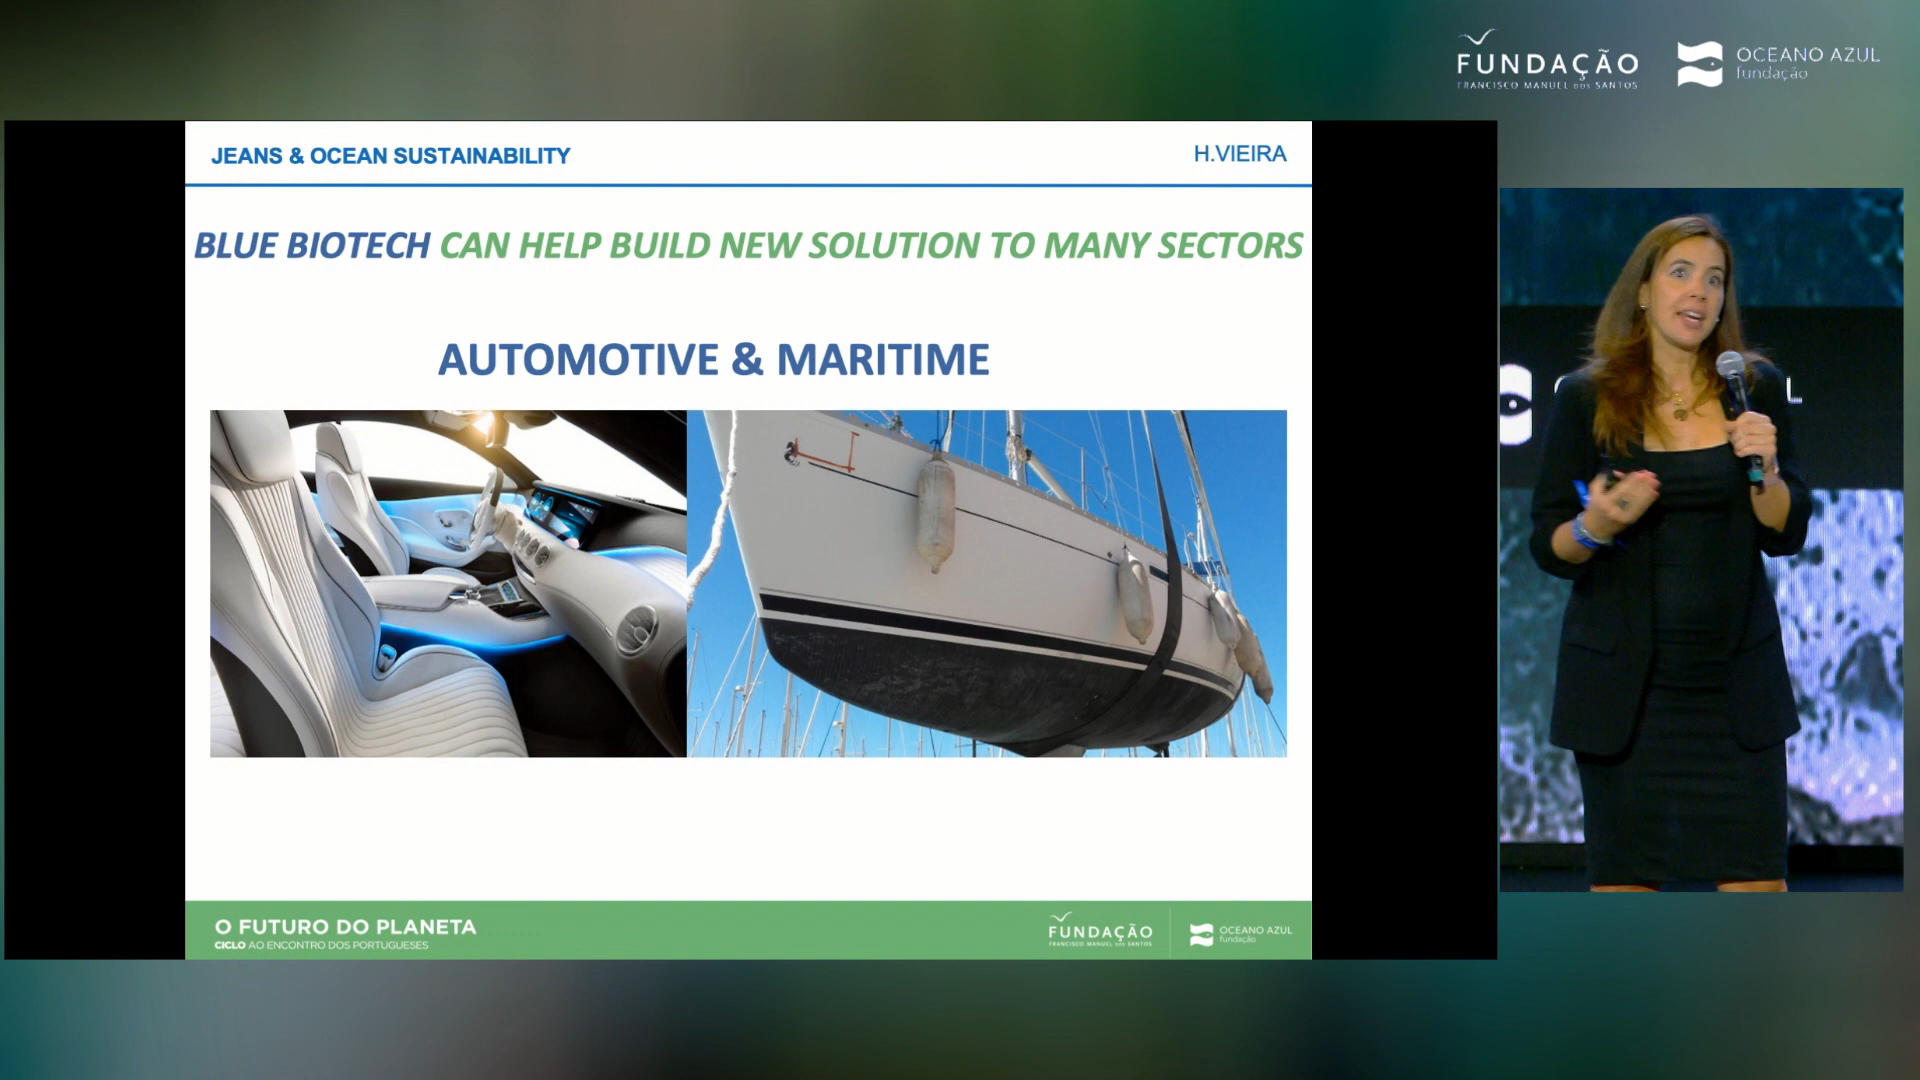 FUNDAÇÃO
FRANCISCO MANUEL DOS SANTOS
OCEANO AZUL
fundação
JEANS & OCEAN SUSTAINABILITY
H.VIEIRA
BLUE BIOTECH CAN HELP BUILD NEW SOLUTION TO MANY SECTORS
AUTOMOTIVE & MARITIME
O FUTURO DO PLANETA
CICLO AO ENCONTRO DOS PORTUGUESES
FUNDAÇÃO
FRANCISCO MANUEL DOS SANTOS
OCEANO AZUL
fundação